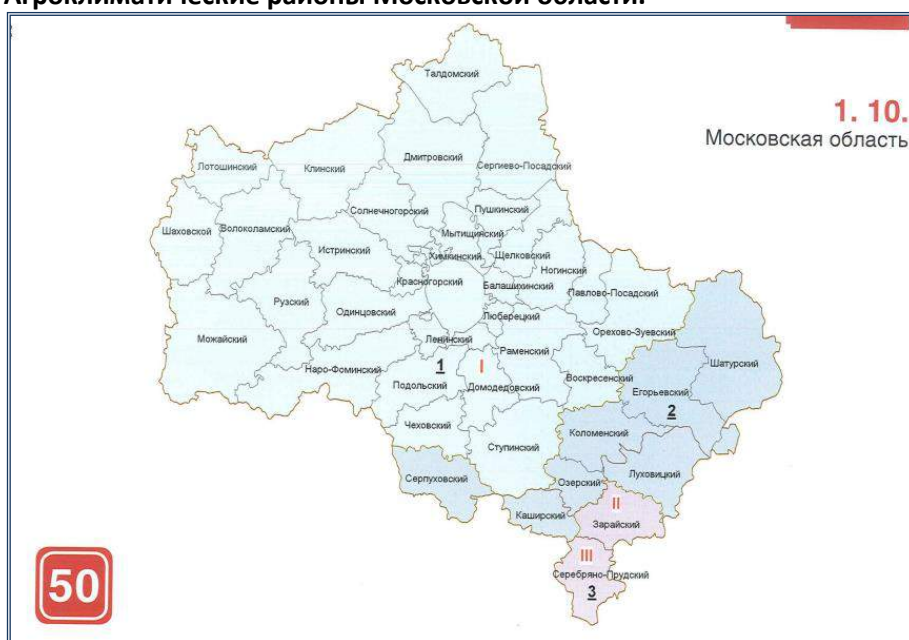 Агроклиматические районы Московской области.
1. 10.
Московская область
Талдомский
Дмитровский
Сергиево-Посадский
Лотошинский
Клинский
Солнечногорский
Пушкинский
Шаховской
Волоколамский
Мытищинский
Истринский
Химкинский
Щелковский
Ногинский
Красногорский
Балашихинский
Павлово-Посадский
Рузский
Одинцовский
Люберецкий
Можайский
Ленинский
Орехово-Зуевский
Раменский
Шатурский
Наро-Фоминский
1
I
Подольский
Домодедовский
Воскресенский
Егорьевский
2
Чеховский
Коломенский
Ступинский
Серпуховский
Озерский
Луховицкий
Каширский
II
Зарайский
III
Серебряно-Прудский
3
50